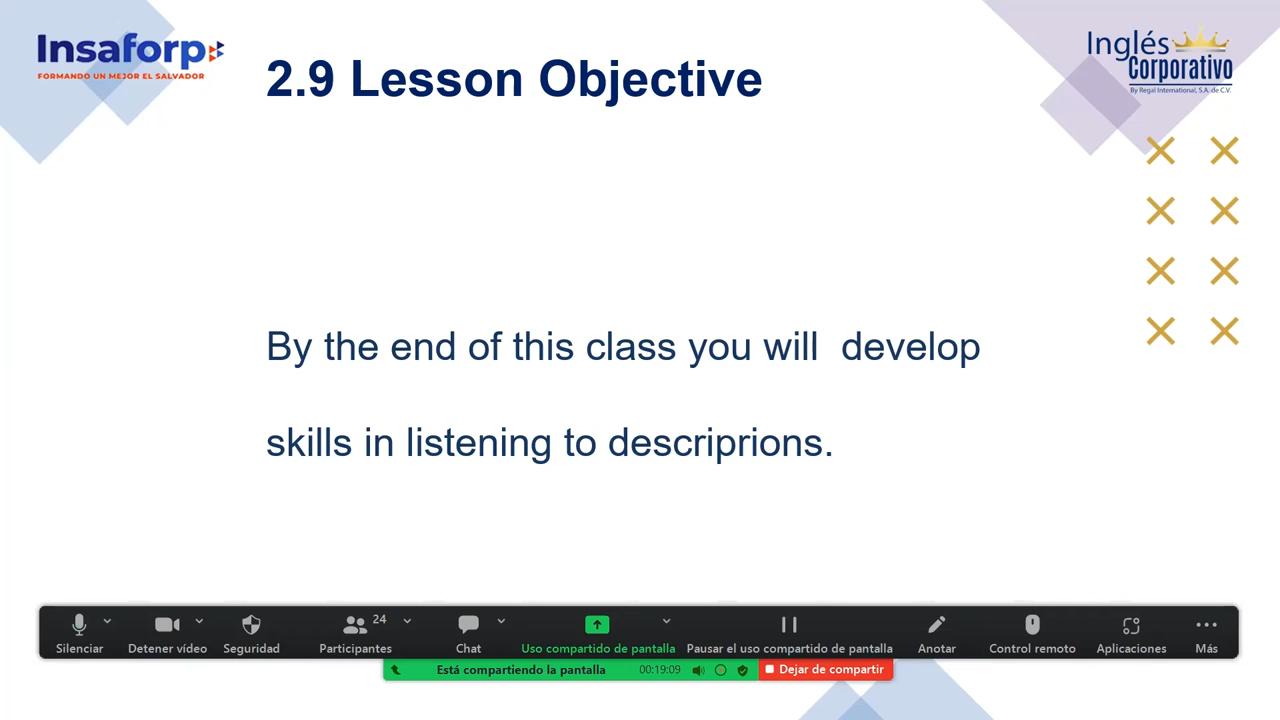 Insaforp
FORMANDO UN MEJOR EL SALVADOR
2.9 Lesson Objective
Inglés
Corporativo
By Regal International, S.A. de C.V.
By the end of this class you will  develop
skills in listening to descriprions.
24
Silenciar
Detener vídeo
Seguridad
Participantes
Chat
Uso compartido de pantalla
Pausar el uso compartido de pantalla
Anotar
Control remoto
Aplicaciones
Más
Está compartiendo la pantalla
00:19:09
Dejar de compartir